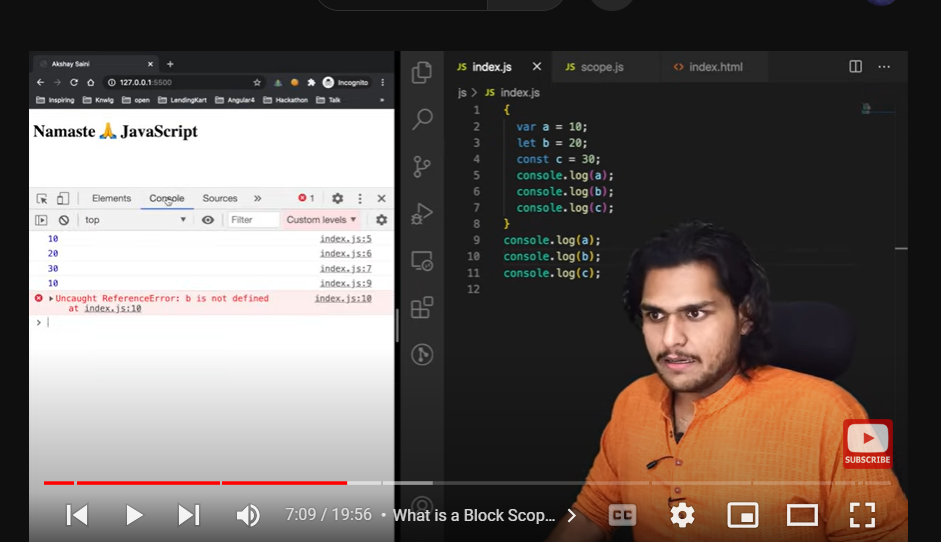 Akshay Saini
127.0.0.1:5500
Incognito
Inspiring Knwlg open LendingKart Angular4 Hackathon Talk »
Namaste 🙏 JavaScript
Elements Console Sources » 1
top Filter Custom levels
10 index.js:5
20 index.js:6
30 index.js:7
10 index.js:9
Uncaught ReferenceError: b is not defined index.js:10
at index.js:10
JS index.js JS scope.js <> index.html
js > JS index.js
1 {
2 var a = 10;
3 let b = 20;
4 const c = 30;
5 console.log(a);
6 console.log(b);
7 console.log(c);
8 }
9 console.log(a);
10 console.log(b);
11 console.log(c);
12
SUBSCRIBE
7:09 / 19:56 • What is a Block Scop... >
CC